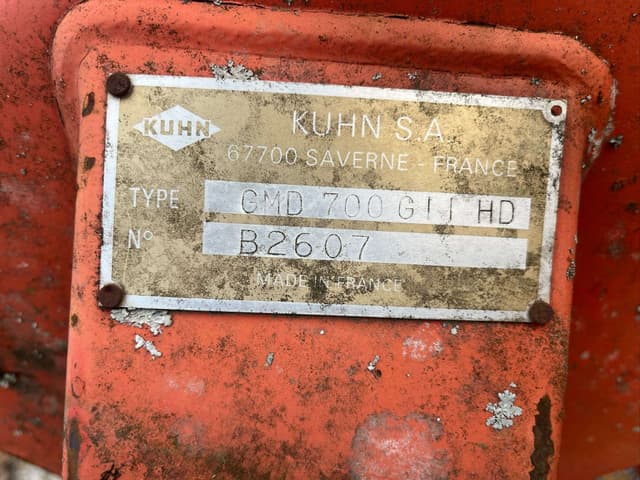 KUHN
KUHN S.A.
67700 SAVERNE - FRANCE
TYPE GMD 700 GII HD
N° B2607
MADE IN FRANCE